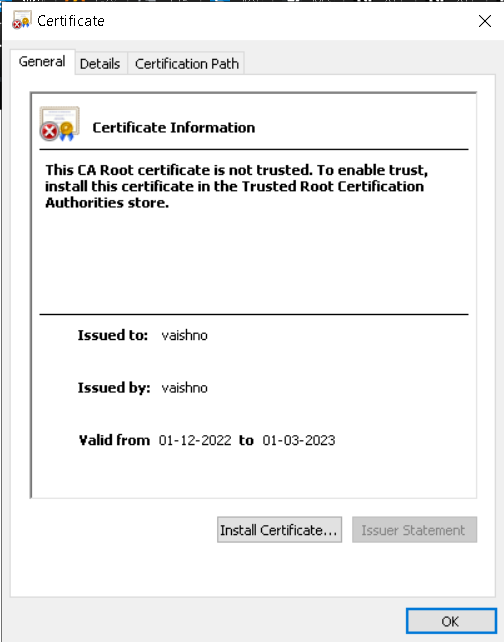 Certificate
General
Details
Certification Path
Certificate Information
This CA Root certificate is not trusted. To enable trust,
install this certificate in the Trusted Root Certification
Authorities store.
Issued to: vaishno
Issued by: vaishno
Valid from 01-12-2022 to 01-03-2023
Install Certificate...
Issuer Statement
OK